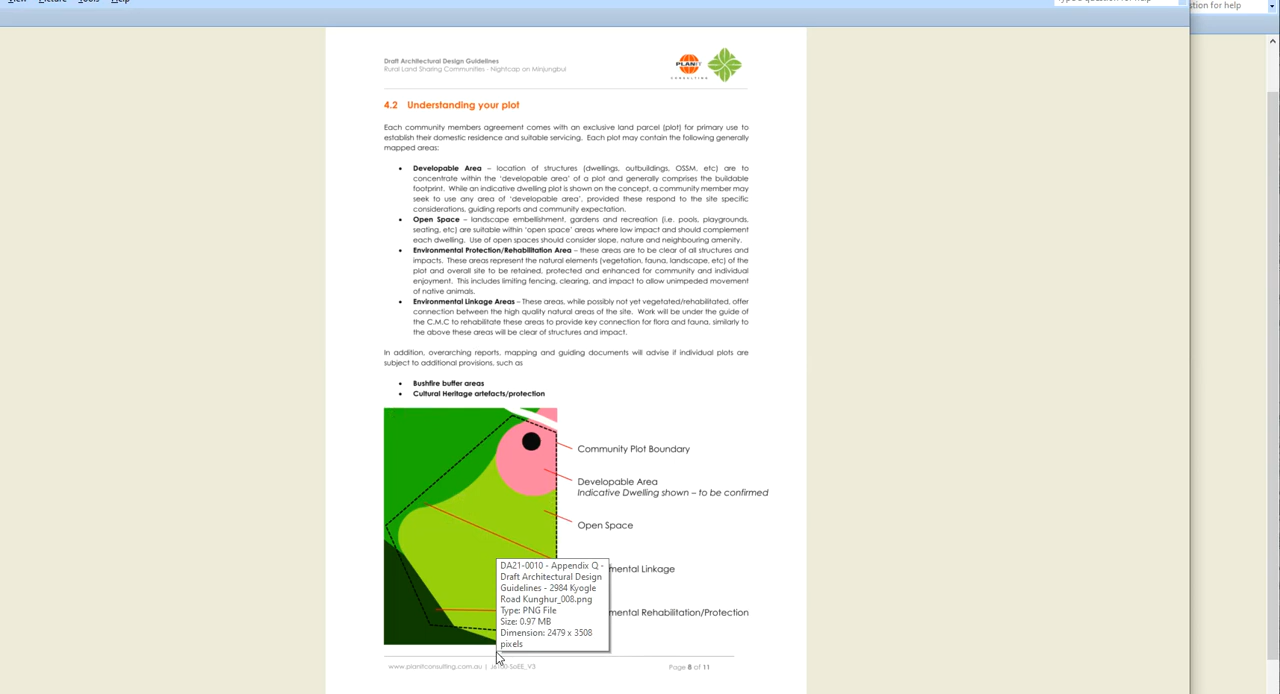 View Picture Tools Help
Type a question for help
stion for help
Draft Architectural Design Guidelines
Rural Land Sharing Communities - Nightcap on Minjungbul
PLANIT
CONSULTING
4.2 Understanding your plot
Each community members agreement comes with an exclusive land parcel (plot) for primary use to
establish their domestic residence and suitable servicing. Each plot may contain the following generally
mapped areas:
• Developable Area – location of structures (dwellings, outbuildings, OSSM, etc) are to
concentrate within the 'developable area' of a plot and generally comprises the buildable
footprint. While an indicative dwelling plot is shown on the concept, a community member may
seek to use any area of 'developable area', provided these respond to the site specific
considerations, guiding reports and community expectation.
• Open Space – landscape embellishment, gardens and recreation (i.e. pools, playgrounds,
seating, etc) are suitable within 'open space' areas where low impact and should complement
each dwelling. Use of open spaces should consider slope, nature and neighbouring amenity.
• Environmental Protection/Rehabilitation Area – these areas are to be clear of all structures and
impacts. These areas represent the natural elements (vegetation, fauna, landscape, etc) of the
plot and overall site to be retained, protected and enhanced for community and individual
enjoyment. This includes limiting fencing, clearing, and impact to allow unimpeded movement
of native animals.
• Environmental Linkage Areas – These areas, while possibly not yet vegetated/rehabilitated, offer
connection between the high quality natural areas of the site. Work will be under the guide of
the C.M.C to rehabilitate these areas to provide key connection for flora and fauna, similarly to
the above these areas will be clear of structures and impact.
In addition, overarching reports, mapping and guiding documents will advise if individual plots are
subject to additional provisions, such as
• Bushfire buffer areas
• Cultural Heritage artefacts/protection
Community Plot Boundary
Developable Area
Indicative Dwelling shown – to be confirmed
Open Space
mental Linkage
mental Rehabilitation/Protection
DA21-0010 - Appendix Q -
Draft Architectural Design
Guidelines - 2984 Kyogle
Road Kunghur_008.png
Type: PNG File
Size: 0.97 MB
Dimension: 2479 x 3508
pixels
www.planitconsulting.com.au | J6100 SoEE_V3
Page 8 of 11